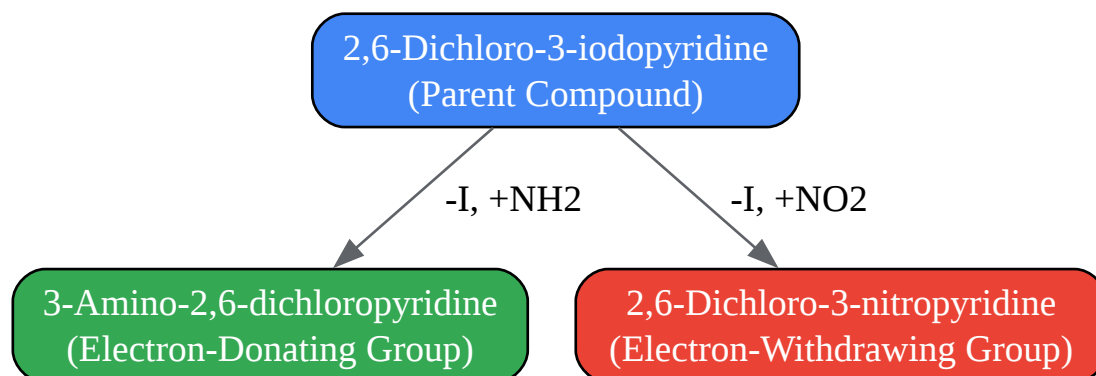 2,6-Dichloro-3-iodopyridine
(Parent Compound)
-I, +NH2
-I, +NO2
3-Amino-2,6-dichloropyridine
(Electron-Donating Group)
2,6-Dichloro-3-nitropyridine
(Electron-Withdrawing Group)